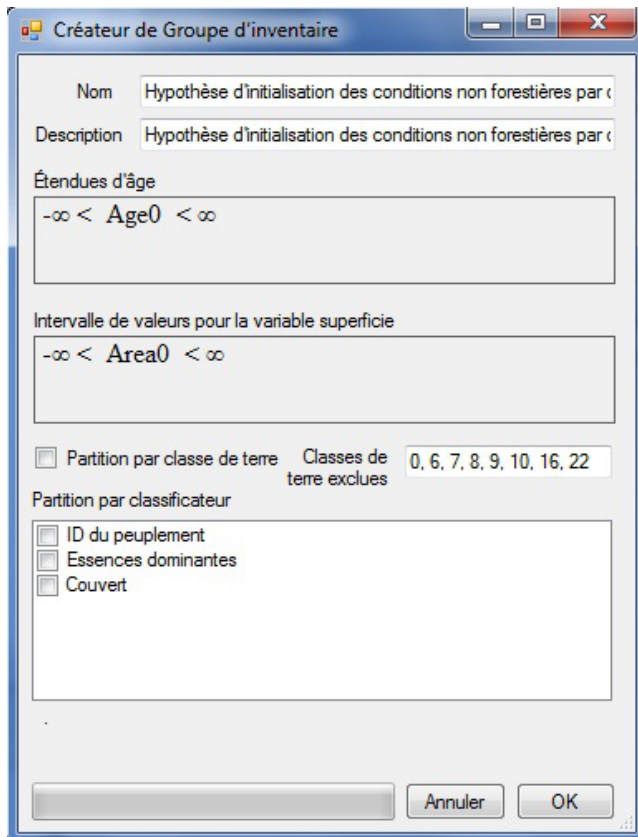 Créateur de Groupe d'inventaire
Nom Hypothèse d'initialisation des conditions non forestières par
Description Hypothèse d'initialisation des conditions non forestières par
Étendues d'âge
-∞ < Age0 < ∞
Intervalle de valeurs pour la variable superficie
-∞ < Area0 < ∞
Partition par classe de terre Classes de terre exclues 0, 6, 7, 8, 9, 10, 16, 22
Partition par classificateur
ID du peuplement
Essences dominantes
Couvert
.
Annuler OK